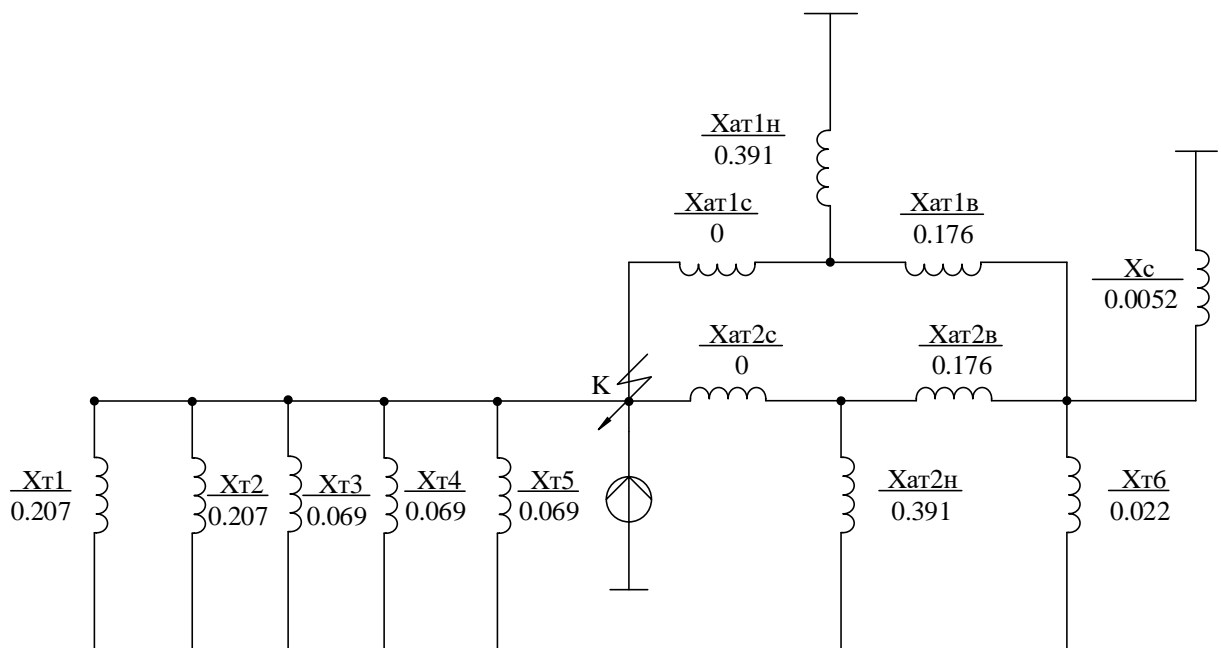 Хат1н
0.391
Хат1с
0
Хат1в
0.176
Хс
0.0052
Хат2с
0
Хат2в
0.176
К
Хт1
0.207
Хт2
0.207
Хт3
0.069
Хт4
0.069
Хт5
0.069
Хат2н
0.391
Хт6
0.022